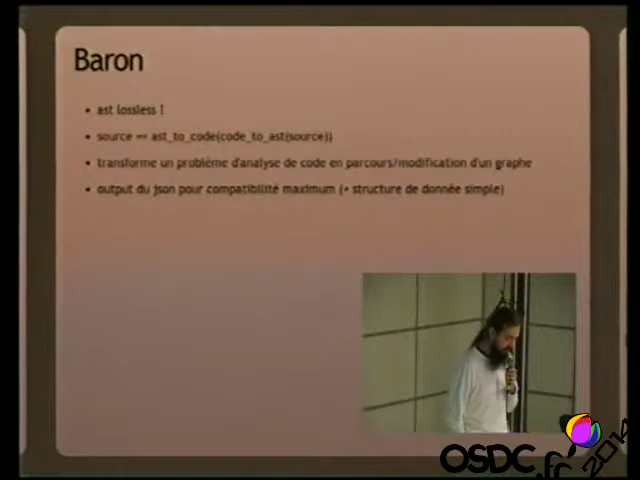 Baron
• ast lossless !
• source == ast_to_code(code_to_ast(source))
• transforme un problème d'analyse de code en parcours/modification d'un graphe
• output du json pour compatibilité maximum (+ structure de donnée simple)
OSDC.fr 2014